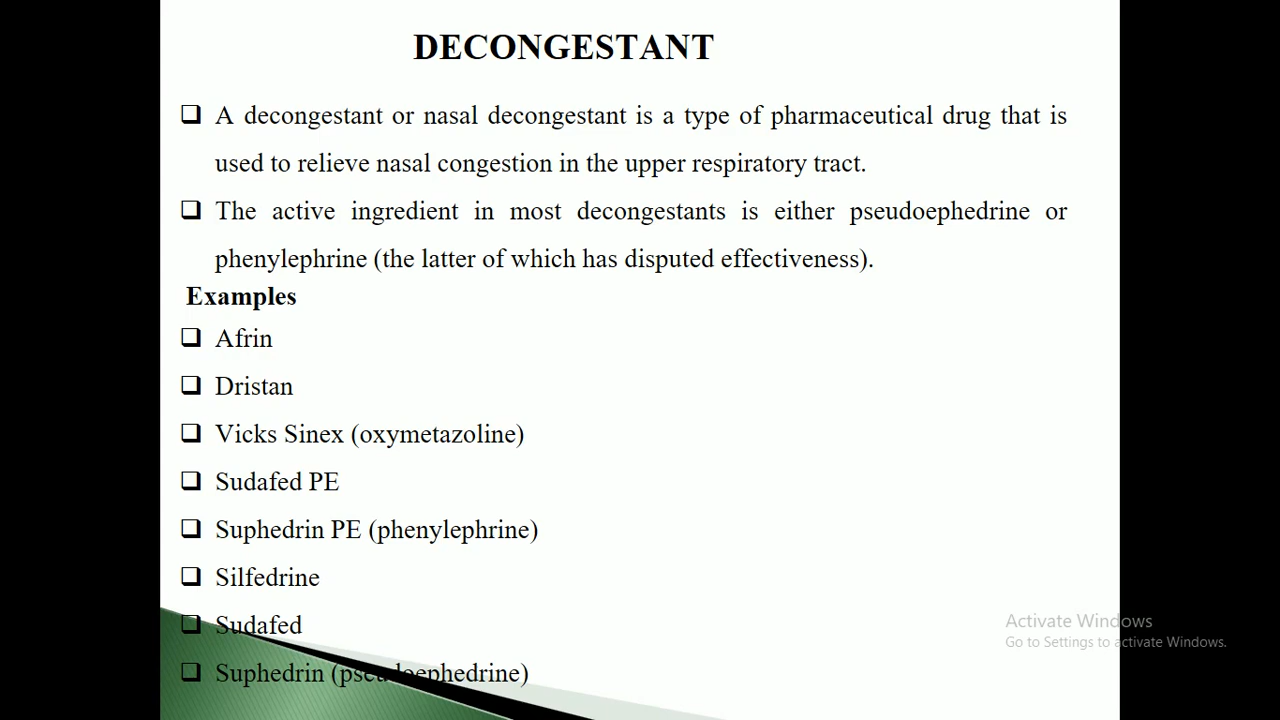 DECONGESTANT
A decongestant or nasal decongestant is a type of pharmaceutical drug that is
used to relieve nasal congestion in the upper respiratory tract.
The active ingredient in most decongestants is either pseudoephedrine or
phenylephrine (the latter of which has disputed effectiveness).
Examples
Afrin
Dristan
Vicks Sinex (oxymetazoline)
Sudafed PE
Suphedrin PE (phenylephrine)
Silfedrine
Sudafed
Suphedrin (pseudoephedrine)
Activate Windows
Go to Settings to activate Windows.